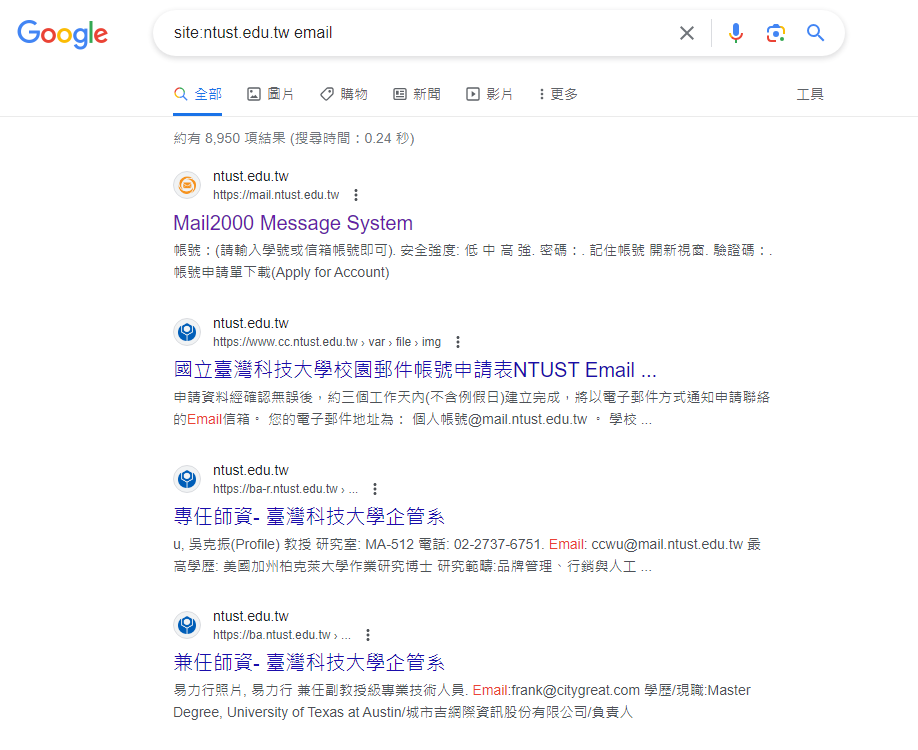 Google
site:ntust.edu.tw email
全部 圖片 購物 新聞 影片 更多 工具
約有 8,950 項結果 (搜尋時間：0.24 秒)
ntust.edu.tw
https://mail.ntust.edu.tw
Mail2000 Message System
帳號：(請輸入學號或信箱帳號即可). 安全強度: 低 中 高 強. 密碼：. 記住帳號 開新視窗. 驗證碼：.
帳號申請單下載(Apply for Account)
ntust.edu.tw
https://www.cc.ntust.edu.tw › var › file › img
國立臺灣科技大學校園郵件帳號申請表NTUST Email ...
申請資料經確認無誤後，約三個工作天內(不含例假日)建立完成，將以電子郵件方式通知申請聯絡
的Email信箱。 您的電子郵件地址為： 個人帳號@mail.ntust.edu.tw 。 學校 ...
ntust.edu.tw
https://ba-r.ntust.edu.tw › ...
專任師資- 臺灣科技大學企管系
u, 吳克振(Profile) 教授 研究室: MA-512 電話: 02-2737-6751. Email: ccwu@mail.ntust.edu.tw 最
高學歷: 美國加州柏克萊大學作業研究博士 研究範疇:品牌管理、行銷與人工 ...
ntust.edu.tw
https://ba.ntust.edu.tw › ...
兼任師資- 臺灣科技大學企管系
易力行照片, 易力行 兼任副教授級專業技術人員. Email:frank@citygreat.com 學歷/現職:Master
Degree, University of Texas at Austin/城市吉網際資訊股份有限公司/負責人